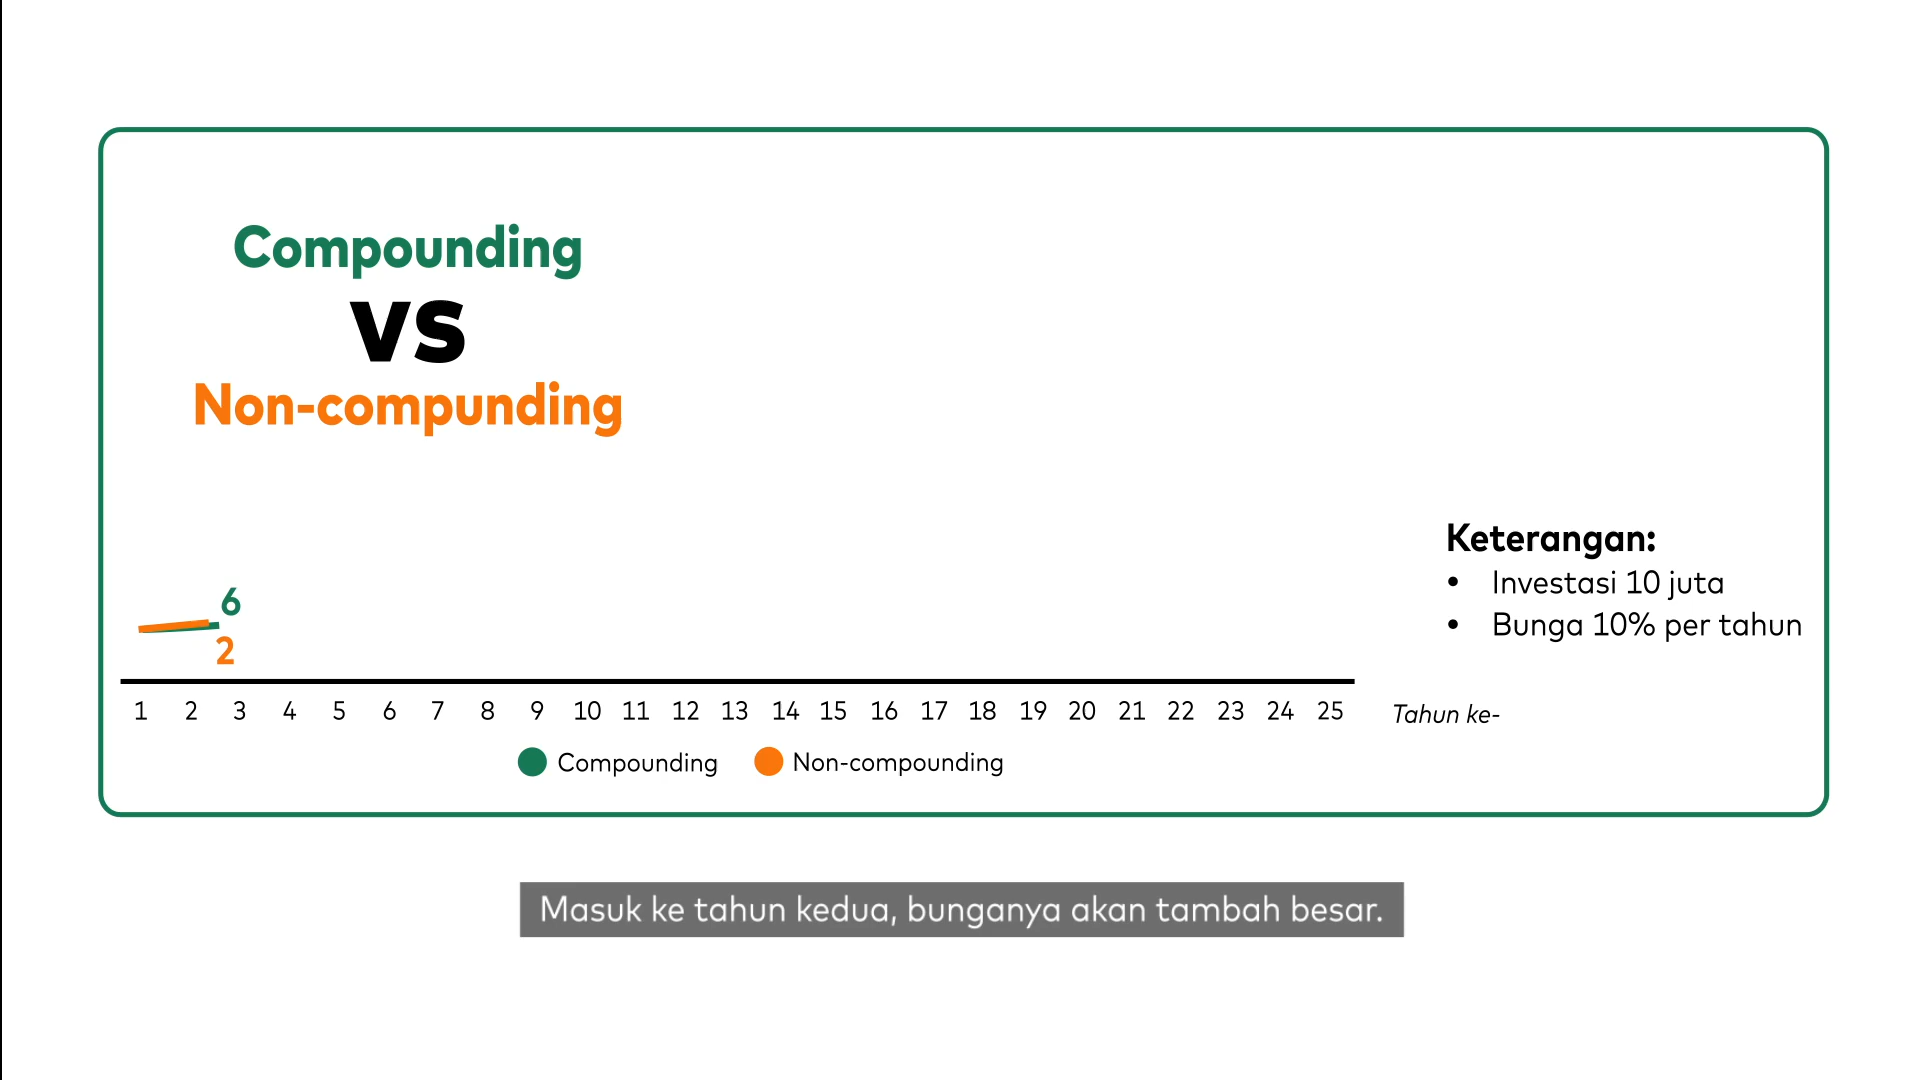 Compounding
VS
Non-compunding
Keterangan:
• Investasi 10 juta
• Bunga 10% per tahun
6
2
1 2 3 4 5 6 7 8 9 10 11 12 13 14 15 16 17 18 19 20 21 22 23 24 25 Tahun ke-
Compounding Non-compounding
Masuk ke tahun kedua, bunganya akan tambah besar.